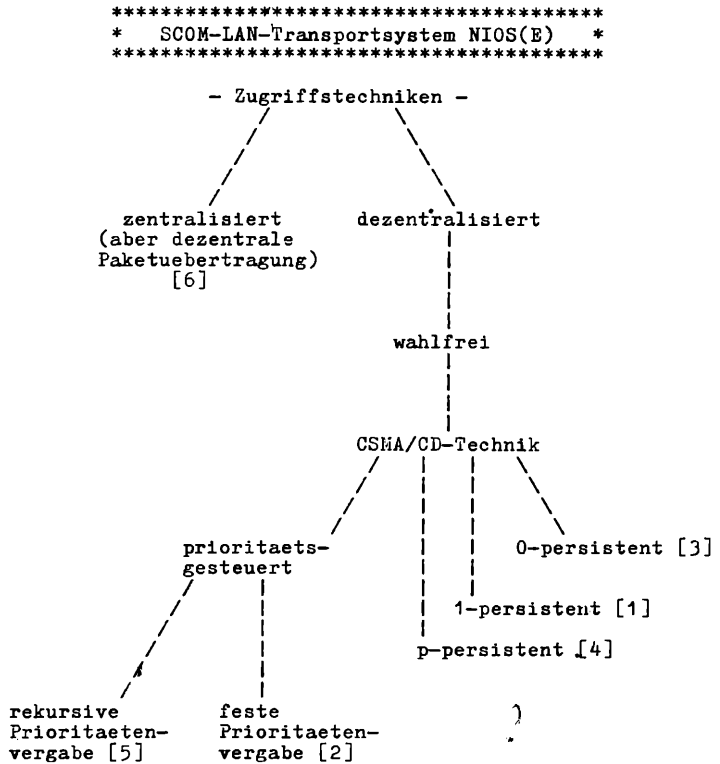 ******************************************
* SCOM-LAN-Transportsystem NIOS(E) *
******************************************
- Zugriffstechniken -
zentralisiert
(aber dezentrale
Paketuebertragung)
[6]
dezentralisiert
wahlfrei
CSMA/CD-Technik
prioritaets-
gesteuert
0-persistent [3]
1-persistent [1]
p-persistent [4]
rekursive
Prioritaeten-
vergabe [5]
feste
Prioritaeten-
vergabe [2]